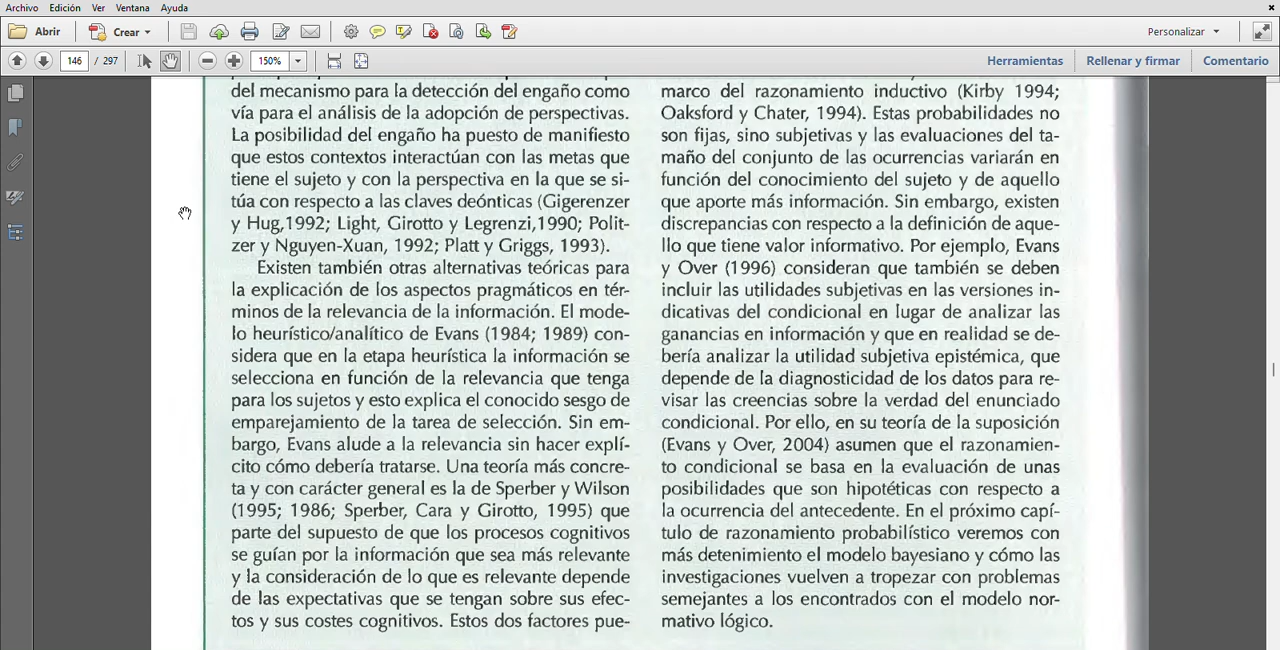 Archivo Edición Ver Ventana Ayuda
Abrir Crear Personalizar
146 / 297 150% Herramientas Rellenar y firmar Comentario
del mecanismo para la detección del engaño como
vía para el análisis de la adopción de perspectivas.
La posibilidad del engaño ha puesto de manifiesto
que estos contextos interactúan con las metas que
tiene el sujeto y con la perspectiva en la que se si-
túa con respecto a las claves deónticas (Gigerenzer
y Hug,1992; Light, Girotto y Legrenzi,1990; Polit-
zer y Nguyen-Xuan, 1992; Platt y Griggs, 1993).
Existen también otras alternativas teóricas para
la explicación de los aspectos pragmáticos en tér-
minos de la relevancia de la información. El mode-
lo heurístico/analítico de Evans (1984; 1989) con-
sidera que en la etapa heurística la información se
selecciona en función de la relevancia que tenga
para los sujetos y esto explica el conocido sesgo de
emparejamiento de la tarea de selección. Sin em-
bargo, Evans alude a la relevancia sin hacer explí-
cito cómo debería tratarse. Una teoría más concre-
ta y con carácter general es la de Sperber y Wilson
(1995; 1986; Sperber, Cara y Girotto, 1995) que
parte del supuesto de que los procesos cognitivos
se guían por la información que sea más relevante
y la consideración de lo que es relevante depende
de las expectativas que se tengan sobre sus efec-
tos y sus costes cognitivos. Estos dos factores pue-
marco del razonamiento inductivo (Kirby 1994;
Oaksford y Chater, 1994). Estas probabilidades no
son fijas, sino subjetivas y las evaluaciones del ta-
maño del conjunto de las ocurrencias variarán en
función del conocimiento del sujeto y de aquello
que aporte más información. Sin embargo, existen
discrepancias con respecto a la definición de aque-
llo que tiene valor informativo. Por ejemplo, Evans
y Over (1996) consideran que también se deben
incluir las utilidades subjetivas en las versiones in-
dicativas del condicional en lugar de analizar las
ganancias en información y que en realidad se de-
bería analizar la utilidad subjetiva epistémica, que
depende de la diagnosticidad de los datos para re-
visar las creencias sobre la verdad del enunciado
condicional. Por ello, en su teoría de la suposición
(Evans y Over, 2004) asumen que el razonamien-
to condicional se basa en la evaluación de unas
posibilidades que son hipotéticas con respecto a
la ocurrencia del antecedente. En el próximo capí-
tulo de razonamiento probabilístico veremos con
más detenimiento el modelo bayesiano y cómo las
investigaciones vuelven a tropezar con problemas
semejantes a los encontrados con el modelo nor-
mativo lógico.